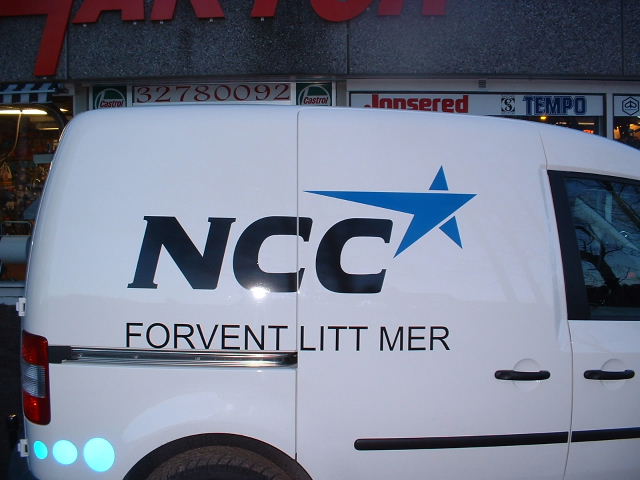 Castrol 32780092 Castrol
Jonsered S TEMPO
NCC
FORVENT LITT MER